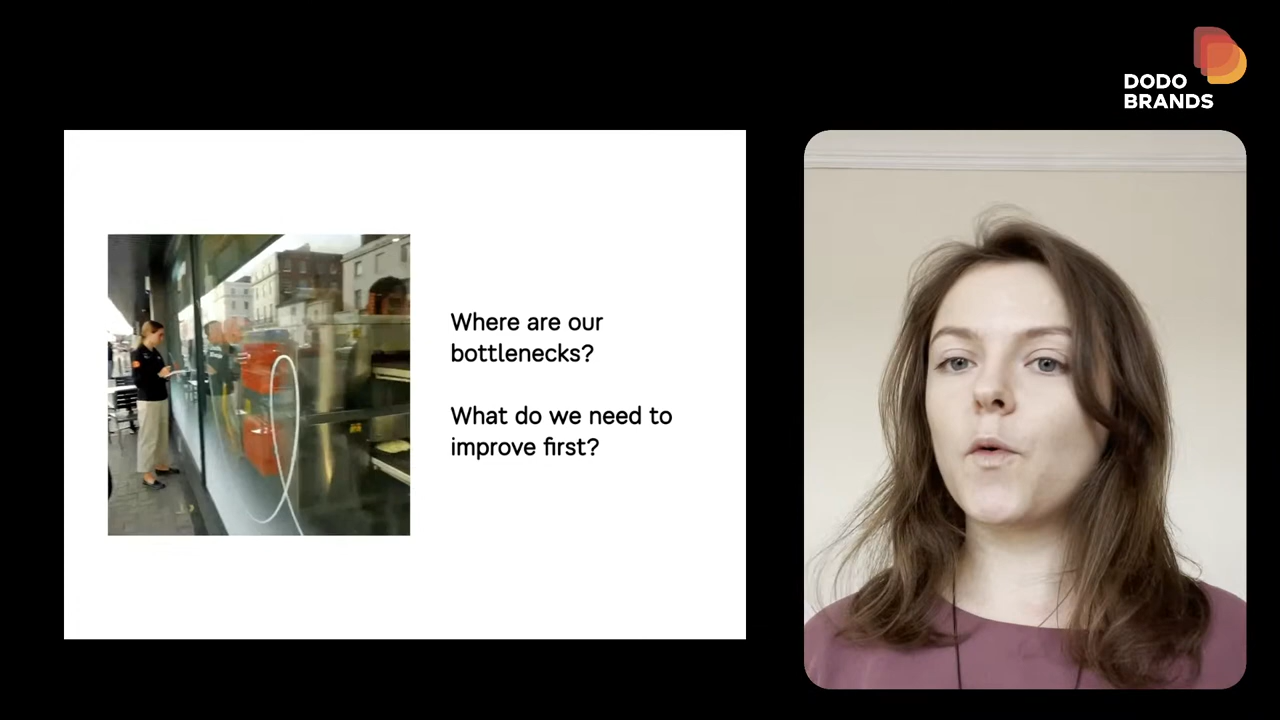 DODO
BRANDS
Where are our
bottlenecks?
What do we need to
improve first?